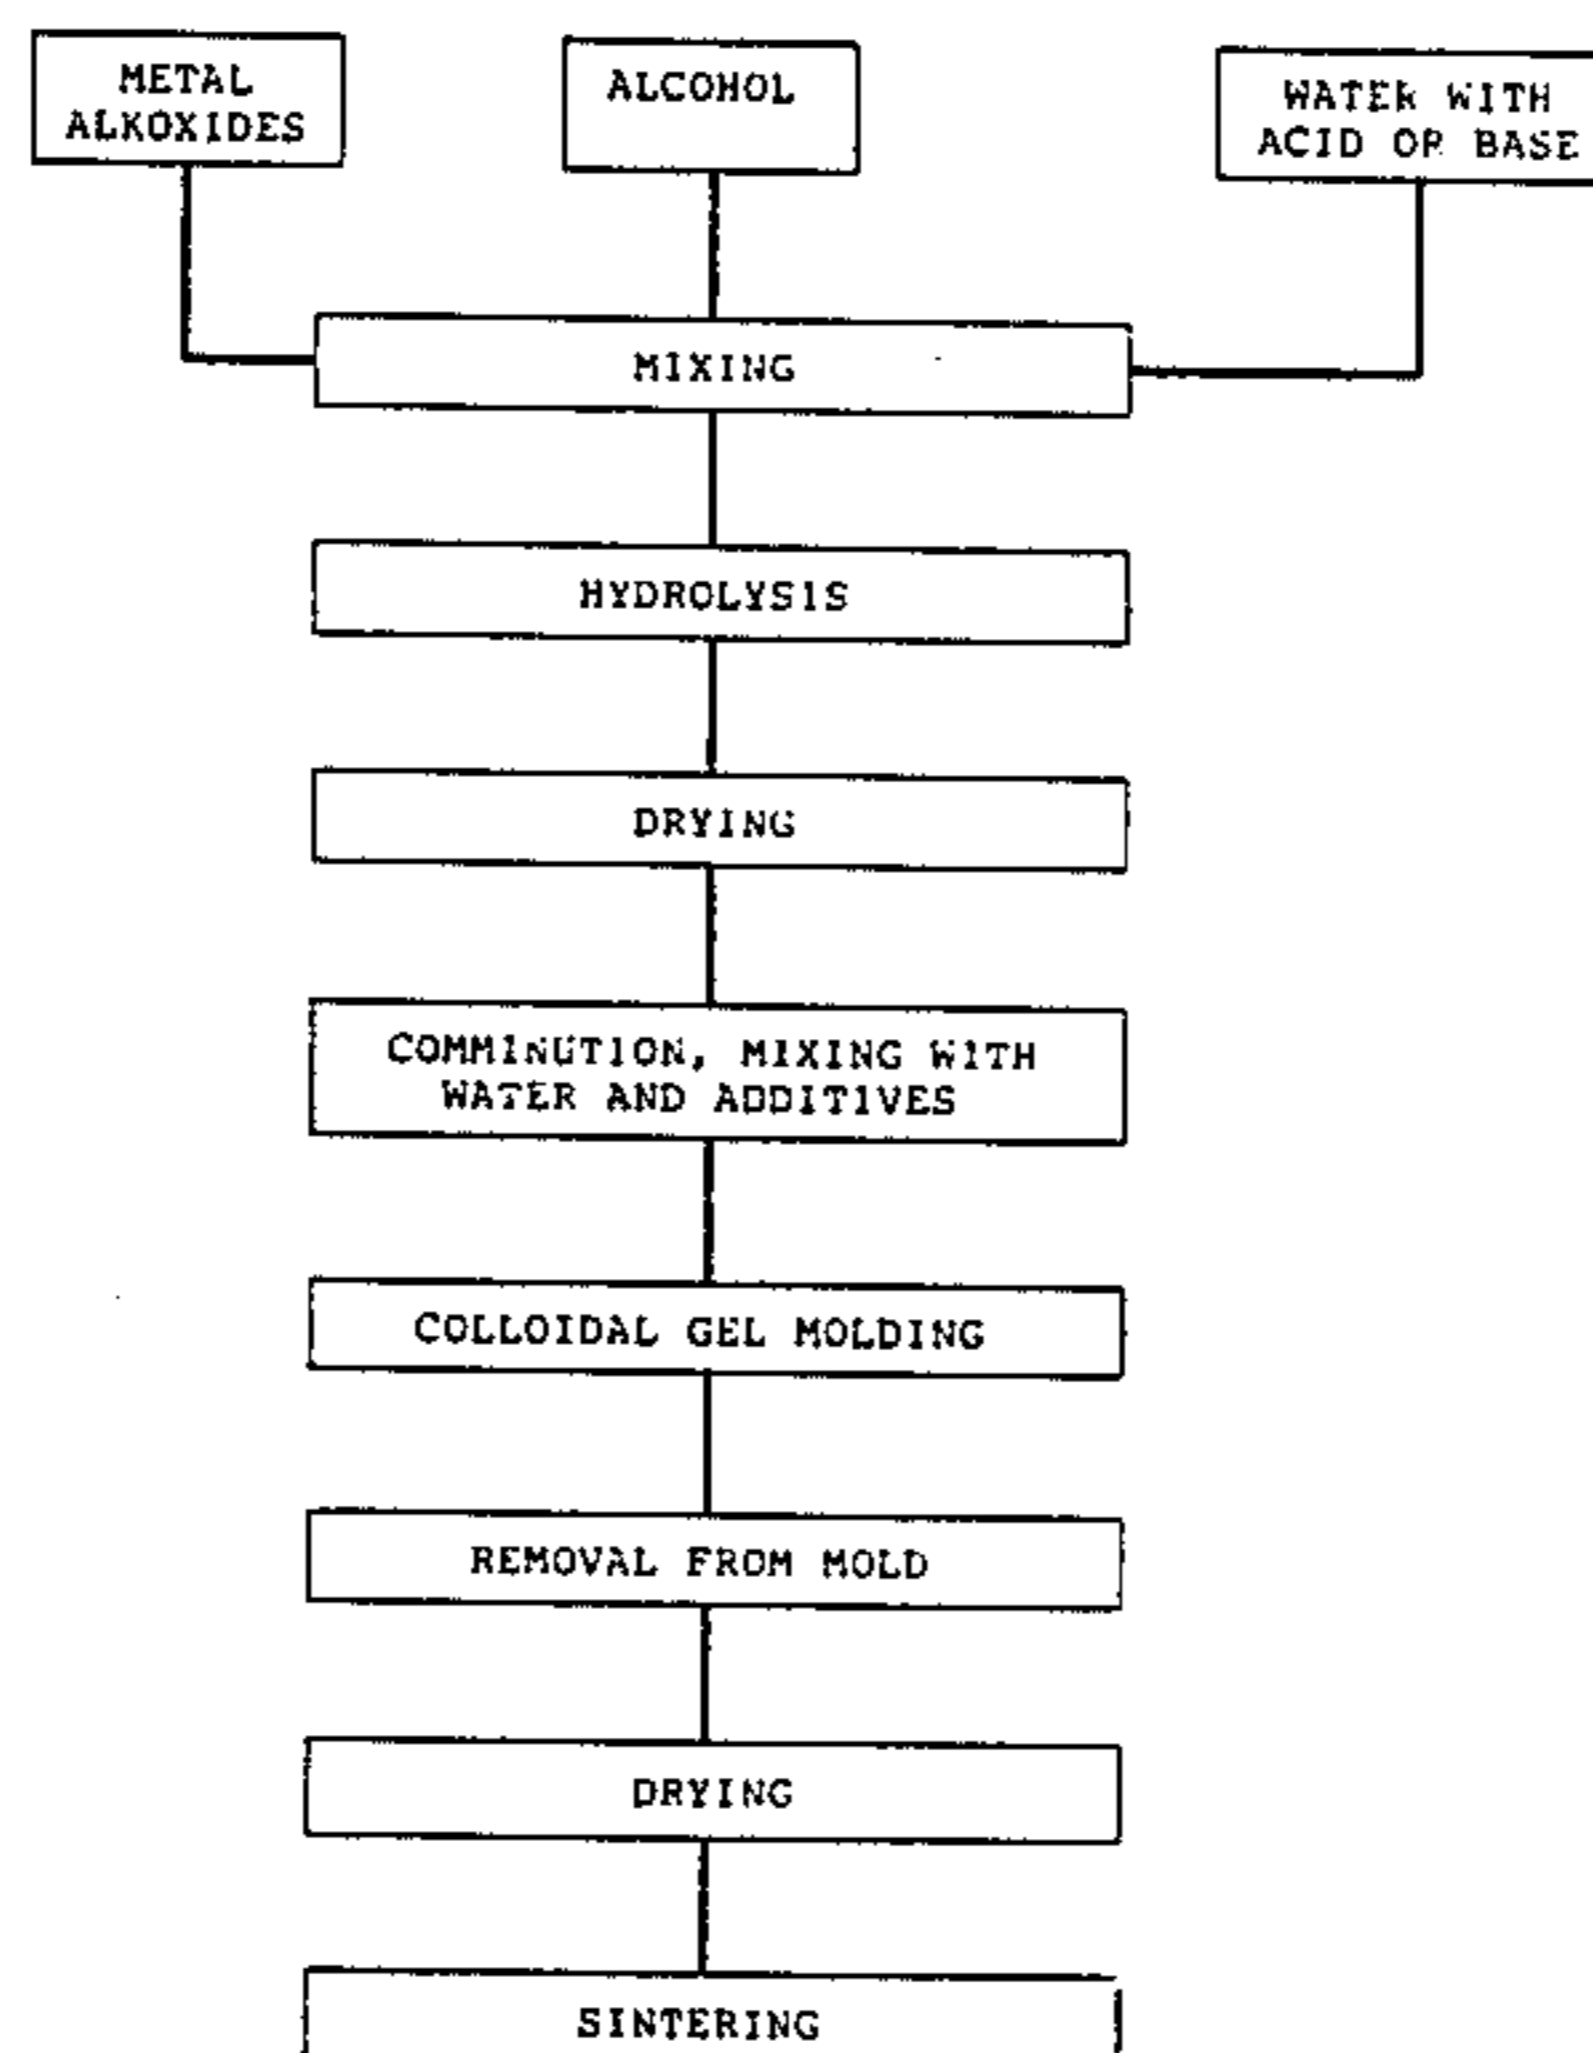 METAL
ALKOXIDES
ALCOHOL
WATER WITH
ACID OR BASE
MIXING
HYDROLYSIS
DRYING
COMMINUTION, MIXING WITH
WATER AND ADDITIVES
COLLOIDAL GEL MOLDING
REMOVAL FROM MOLD
DRYING
SINTERING